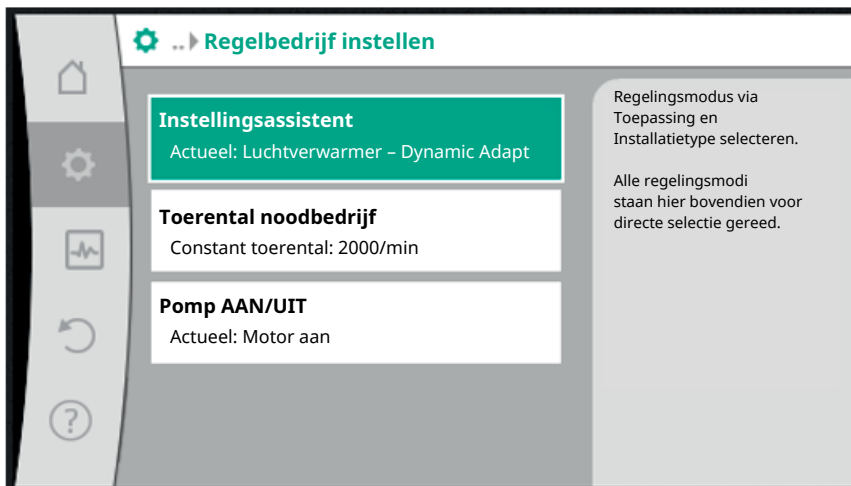 ..▶ Regelbedrijf instellen
Instellingsassistent
Actueel: Luchtverwarmer – Dynamic Adapt
Toerental noodbedrijf
Constant toerental: 2000/min
Pomp AAN/UIT
Actueel: Motor aan
Regelingsmodus via
Toepassing en
Installatietype selecteren.
Alle regelingsmodi
staan hier bovendien voor
directe selectie gereed.
?